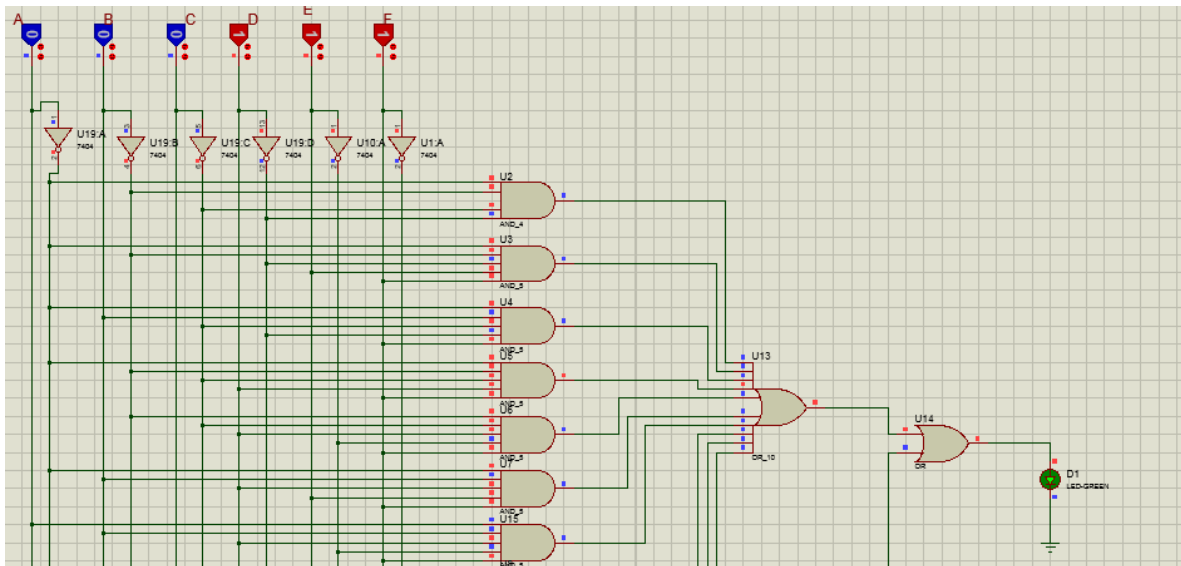 A B C D E F
0 0 0 1 1 1
U19:A U19:B U19:C U19:D U10:A U1:A
7404 7404 7404 7404 7404 7404
U2
AND_4
U3
AND_5
U4
AND_5
U5
AND_5
U6
AND_5
U7
AND_5
U15
U13
OR_10
U14
OR
D1
LED-GREEN